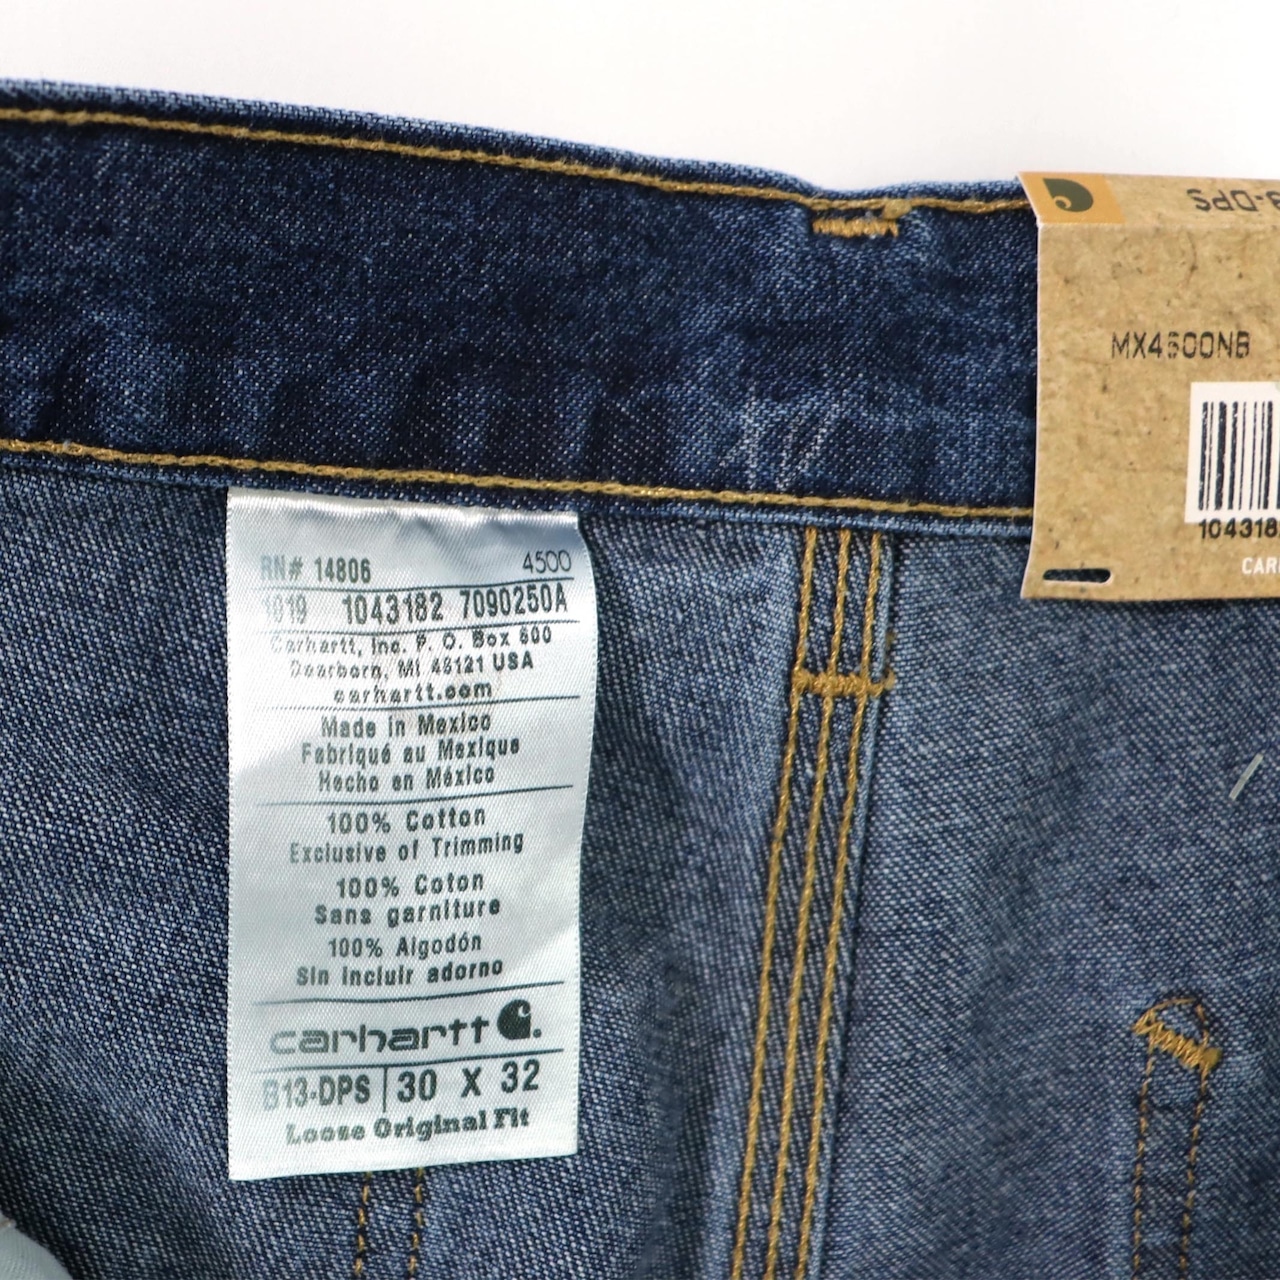 RN# 14806 4500
1019 1043182 7090250A
Carhartt, Inc. P. O. Box 600
Dearborn, MI 48121 USA
carhartt.com
Made in Mexico
Fabriqué au Mexique
Hecho en México
100% Cotton
Exclusive of Trimming
100% Coton
Sans garniture
100% Algodón
Sin incluir adorno
carhartt
B13-DPS 30 X 32
Loose Original Fit
-DPS
MX4600NB
104318
CAR